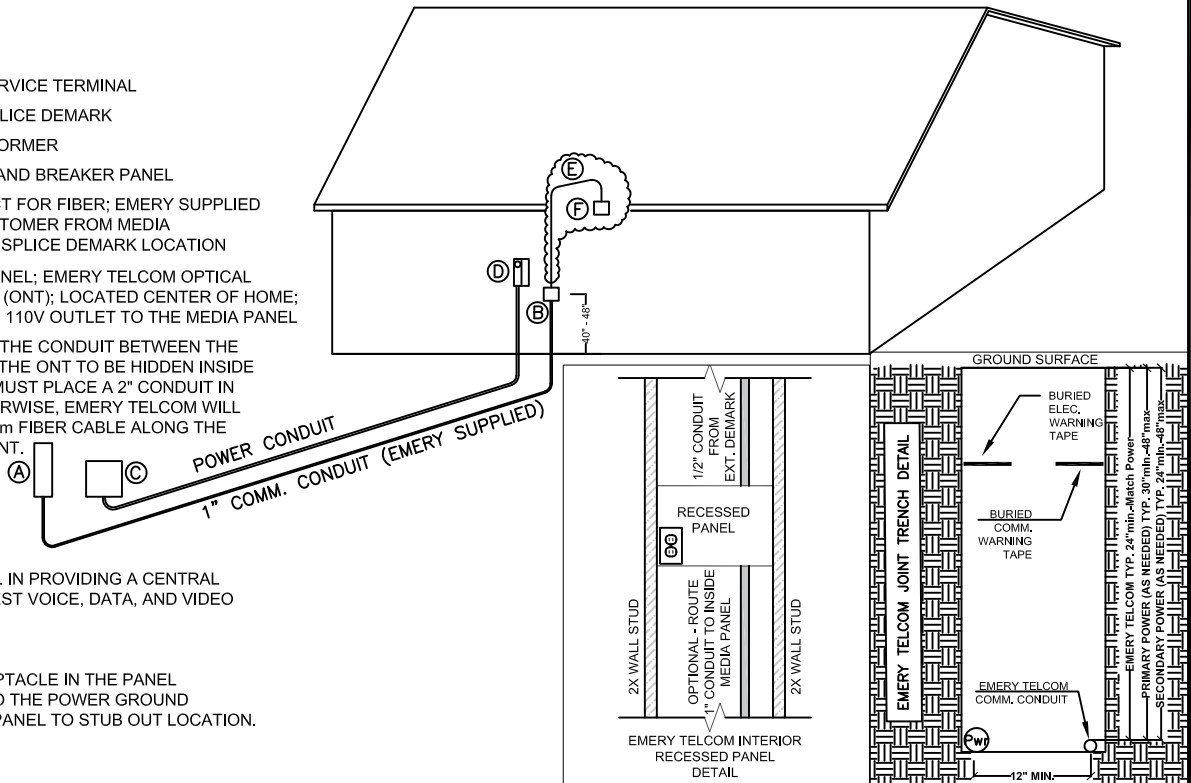 RVICE TERMINAL
LICE DEMARK
ORMER
AND BREAKER PANEL
CT FOR FIBER; EMERY SUPPLIED
TOMER FROM MEDIA
SPLICE DEMARK LOCATION
NEL; EMERY TELCOM OPTICAL
(ONT); LOCATED CENTER OF HOME;
110V OUTLET TO THE MEDIA PANEL
THE CONDUIT BETWEEN THE
THE ONT TO BE HIDDEN INSIDE
MUST PLACE A 2" CONDUIT IN
ERWISE, EMERY TELCOM WILL
m FIBER CABLE ALONG THE
NT.
L IN PROVIDING A CENTRAL
EST VOICE, DATA, AND VIDEO
PTACLE IN THE PANEL
O THE POWER GROUND
PANEL TO STUB OUT LOCATION.
E
F
D
B
40" - 48"
A
C
POWER CONDUIT
1" COMM. CONDUIT (EMERY SUPPLIED)
1/2" CONDUIT
FROM
EXT. DEMARK
RECESSED
PANEL
2X WALL STUD
OPTIONAL - ROUTE
1" CONDUIT TO INSIDE
MEDIA PANEL
2X WALL STUD
EMERY TELCOM INTERIOR
RECESSED PANEL
DETAIL
EMERY TELCOM JOINT TRENCH DETAIL
GROUND SURFACE
BURIED
ELEC.
WARNING
TAPE
BURIED
COMM.
WARNING
TAPE
EMERY TELCOM
COMM. CONDUIT
Pwr
12" MIN.
EMERY TELCOM TYP. 24"min.-Match Power
PRIMARY POWER (AS NEEDED) TYP. 30"min.-48"max
SECONDARY POWER (AS NEEDED) TYP. 24"min.-48"max